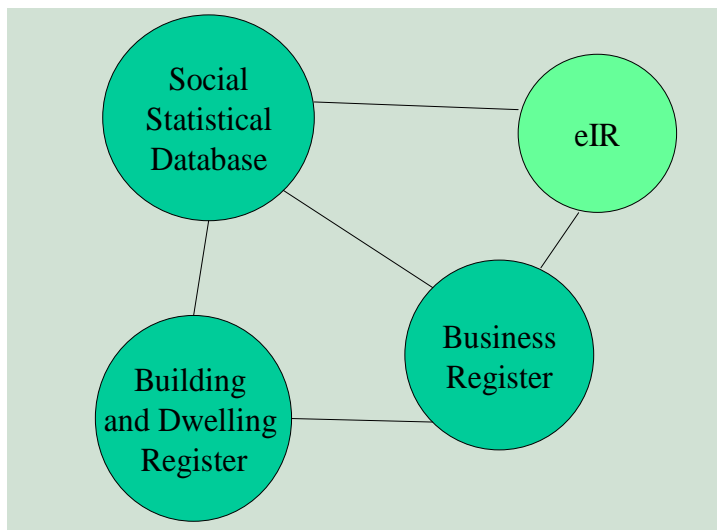 Social
Statistical
Database
eIR
Business
Register
Building
and Dwelling
Register